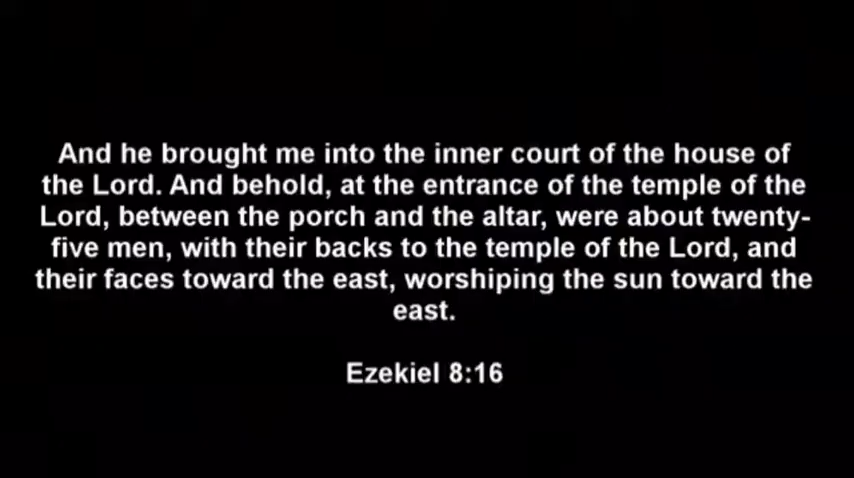 And he brought me into the inner court of the house of
the Lord. And behold, at the entrance of the temple of the
Lord, between the porch and the altar, were about twenty-
five men, with their backs to the temple of the Lord, and
their faces toward the east, worshiping the sun toward the
east.
Ezekiel 8:16